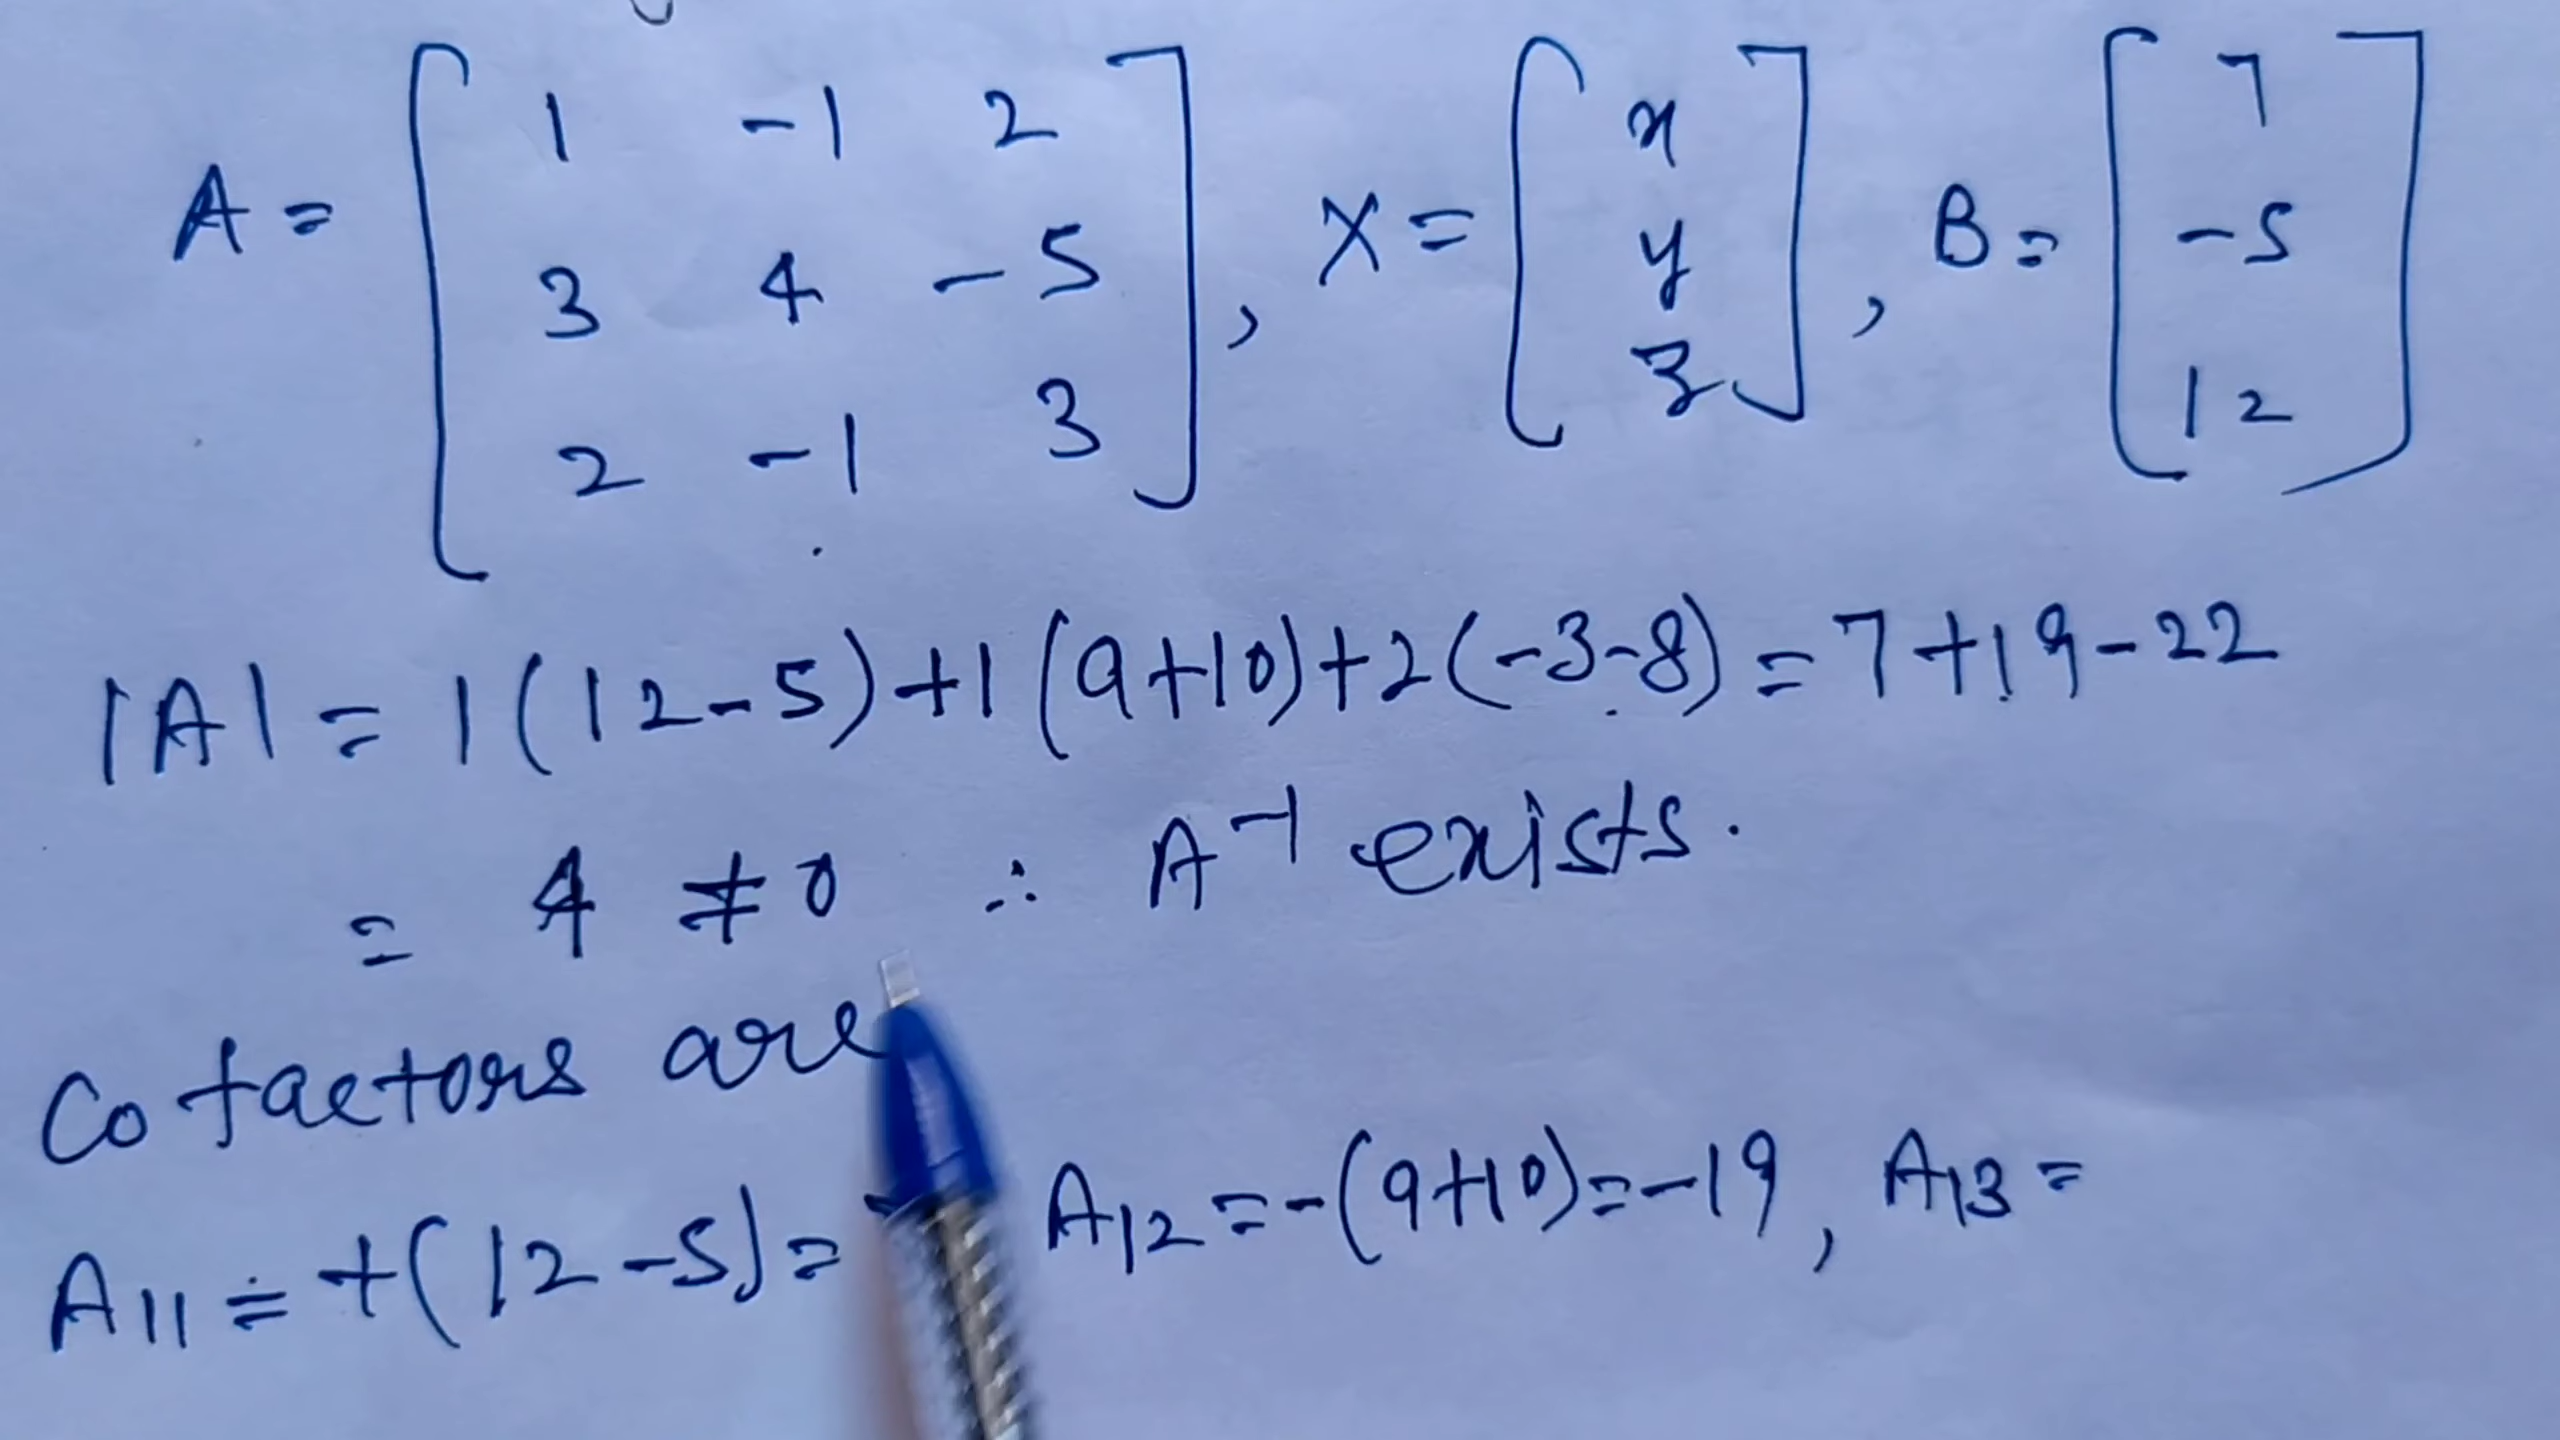 A = [ 1 -1 2 ; 3 4 -5 ; 2 -1 3 ], X = [ x ; y ; z ], B = [ 7 ; -5 ; 12 ]
|A| = 1(12-5)+1(9+10)+2(-3-8) = 7+19-22
= 4 ≠ 0 ∴ A⁻¹ exists.
Cofactors are
A11 = +(12-5) = A12 = -(9+10) = -19, A13 =